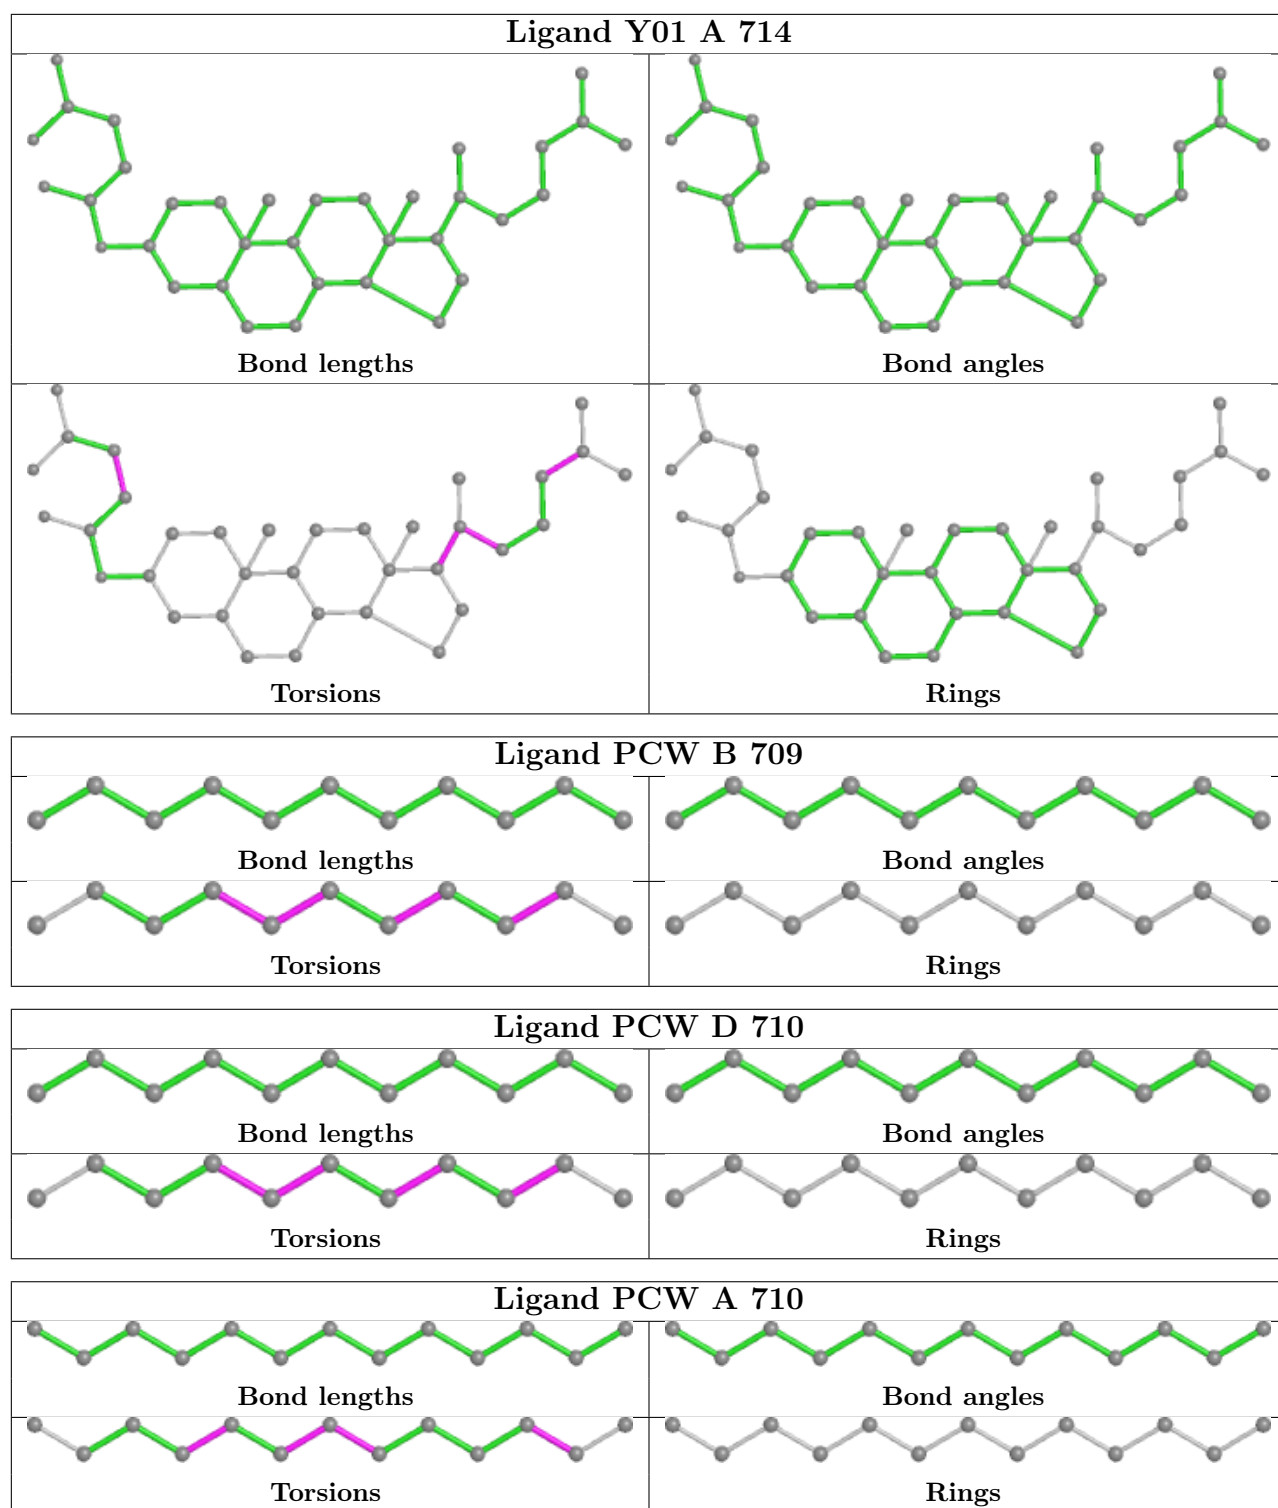 Ligand Y01 A 714
Bond lengths
Bond angles
Torsions
Rings
Ligand PCW B 709
Bond lengths
Bond angles
Torsions
Rings
Ligand PCW D 710
Bond lengths
Bond angles
Torsions
Rings
Ligand PCW A 710
Bond lengths
Bond angles
Torsions
Rings